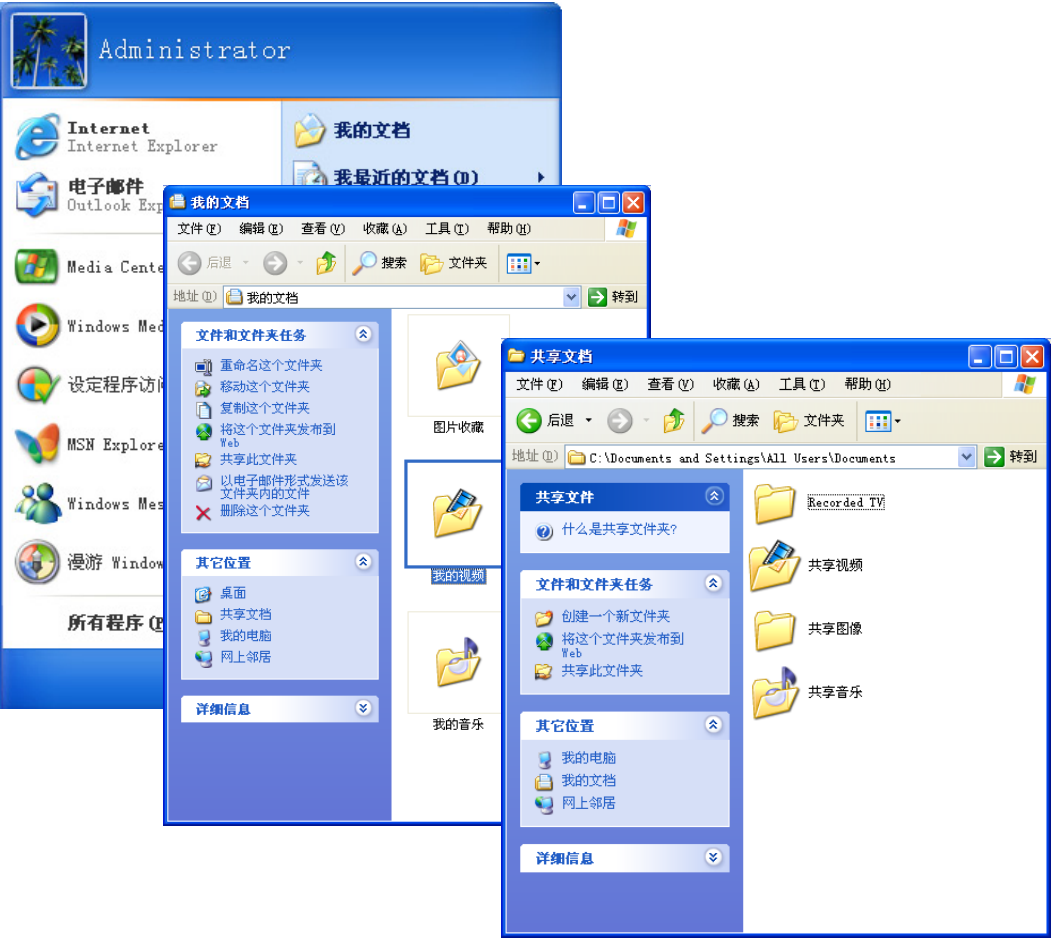 Administrator
Internet
Internet Explorer
电子邮件
Outlook Exp
Media Cente
Windows Med
设定程序访问
MSN Explore
Windows Mes
漫游 Window
所有程序(P
我的文档
我最近的文档(D)
我的文档
文件(F) 编辑(E) 查看(V) 收藏(A) 工具(T) 帮助(H)
后退 搜索 文件夹
地址(D) 我的文档 转到
文件和文件夹任务
重命名这个文件夹
移动这个文件夹
复制这个文件夹
将这个文件夹发布到
Web
共享此文件夹
以电子邮件形式发送该
文件夹内的文件
删除这个文件夹
其它位置
桌面
共享文档
我的电脑
网上邻居
详细信息
图片收藏
我的视频
我的音乐
共享文档
文件(F) 编辑(E) 查看(V) 收藏(A) 工具(T) 帮助(H)
后退 搜索 文件夹
地址(D) C:\Documents and Settings\All Users\Documents 转到
共享文件
什么是共享文件夹?
文件和文件夹任务
创建一个新文件夹
将这个文件夹发布到
Web
共享此文件夹
其它位置
我的电脑
我的文档
网上邻居
详细信息
Recorded TV
共享视频
共享图像
共享音乐